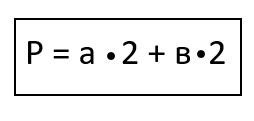 Р = а • 2 + в•2